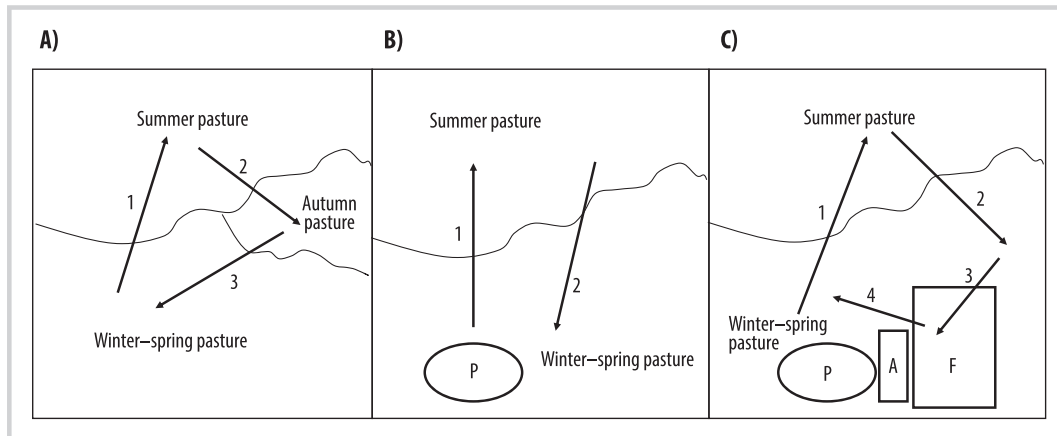 A)
Summer pasture
1
2
Autumn
pasture
3
Winter–spring pasture
B)
Summer pasture
1
2
Winter–spring pasture
P
C)
Summer pasture
1
2
3
4
Winter–spring
pasture
P
A
F